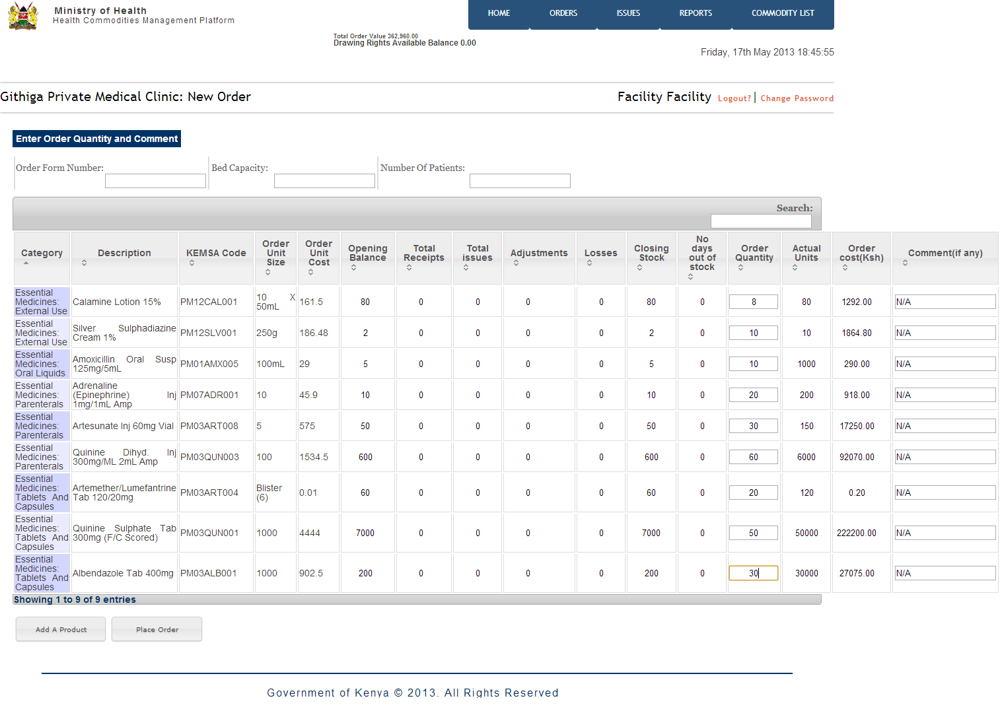 Ministry of Health
Health Commodities Management Platform
HOME ORDERS ISSUES REPORTS COMMODITY LIST
Total Order Value 362,960.00
Drawing Rights Available Balance 0.00
Friday, 17th May 2013 18:45:55
Githiga Private Medical Clinic: New Order
Facility Facility Logout? | Change Password
Enter Order Quantity and Comment
Order Form Number: Bed Capacity: Number Of Patients:
Search:
Category Description KEMSA Code Order Unit Size Order Unit Cost Opening Balance Total Receipts Total issues Adjustments Losses Closing Stock No days out of stock Order Quantity Actual Units Order cost(Ksh) Comment(if any)
Essential Medicines: External Use Calamine Lotion 15% PM12CAL001 10 X 50mL 161.5 80 0 0 0 0 80 0 8 80 1292.00 N/A
Essential Medicines: External Use Silver Sulphadiazine Cream 1% PM12SLV001 250g 186.48 2 0 0 0 0 2 0 10 10 1864.80 N/A
Essential Medicines: Oral Liquids Amoxicillin Oral Susp 125mg/5mL PM01AMX005 100mL 29 5 0 0 0 0 5 0 10 1000 290.00 N/A
Essential Medicines: Parenterals Adrenaline (Epinephrine) Inj 1mg/1mL Amp PM07ADR001 10 45.9 10 0 0 0 0 10 0 20 200 918.00 N/A
Essential Medicines: Parenterals Artesunate Inj 60mg Vial PM03ART008 5 575 50 0 0 0 0 50 0 30 150 17250.00 N/A
Essential Medicines: Parenterals Quinine Dihyd. Inj 300mg/ML 2mL Amp PM03QUN003 100 1534.5 600 0 0 0 0 600 0 60 6000 92070.00 N/A
Essential Medicines: Tablets And Capsules Artemether/Lumefantrine Tab 120/20mg PM03ART004 Blister (6) 0.01 60 0 0 0 0 60 0 20 120 0.20 N/A
Essential Medicines: Tablets And Capsules Quinine Sulphate Tab 300mg (F/C Scored) PM03QUN001 1000 4444 7000 0 0 0 0 7000 0 50 50000 222200.00 N/A
Essential Medicines: Tablets And Capsules Albendazole Tab 400mg PM03ALB001 1000 902.5 200 0 0 0 0 200 0 30 30000 27075.00 N/A
Showing 1 to 9 of 9 entries
Add A Product Place Order
Government of Kenya © 2013. All Rights Reserved